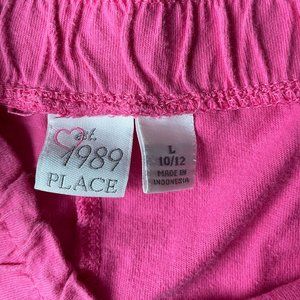 est.
1989
PLACE
L
10/12
MADE IN
INDONESIA